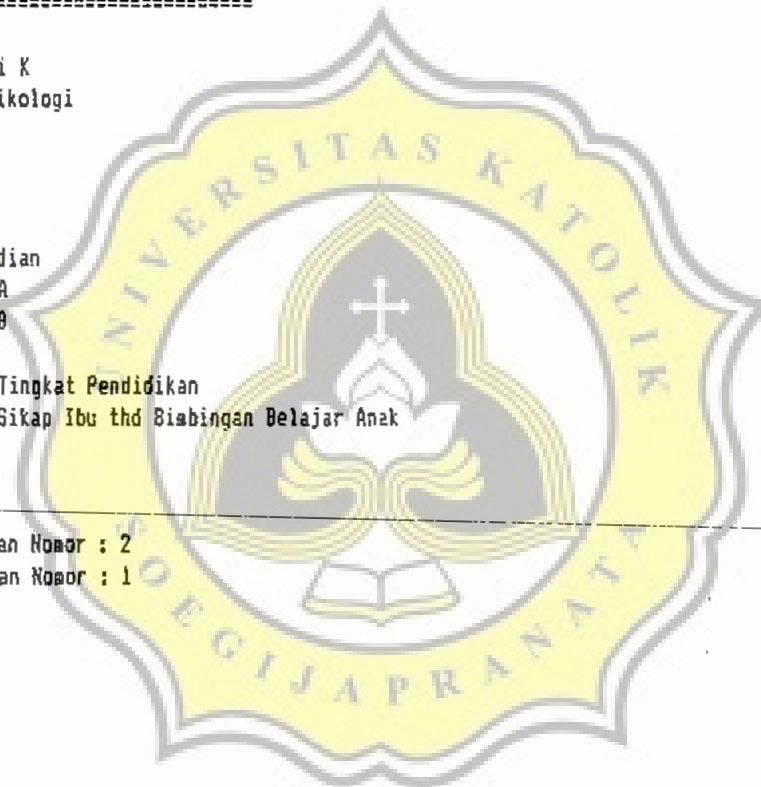 i K
ikologi
dian
A
0
Tingkat Pendidikan
Sikap Ibu thd Bimbingan Belajar Anak
an Nomor : 2
an Nomor : 1
UNIVERSITAS KATOLIK
SOEGIJAPRANATA